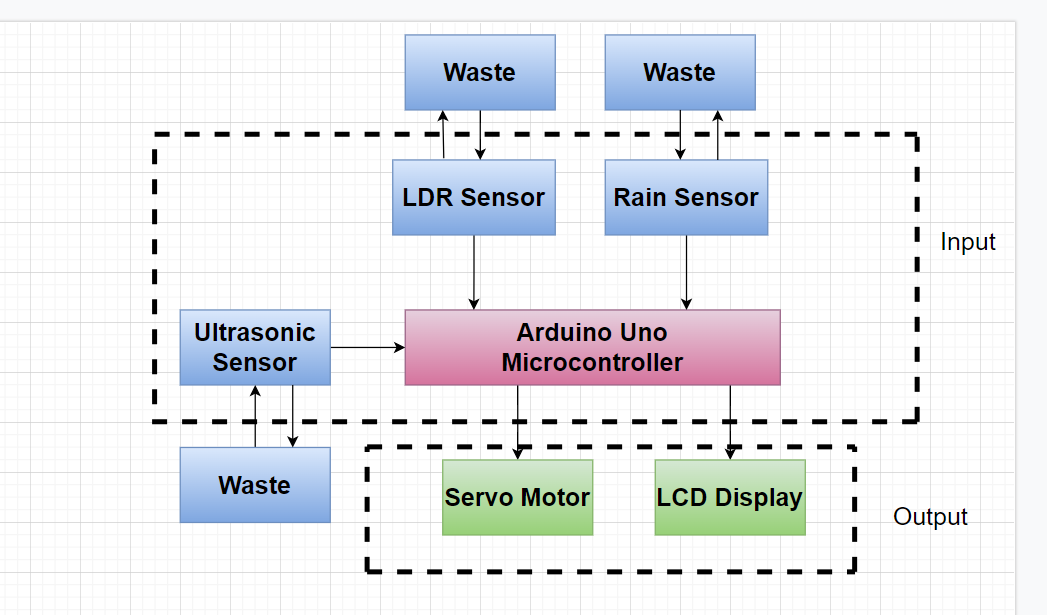 Waste
Waste
LDR Sensor
Rain Sensor
Input
Ultrasonic
Sensor
Arduino Uno
Microcontroller
Waste
Servo Motor
LCD Display
Output